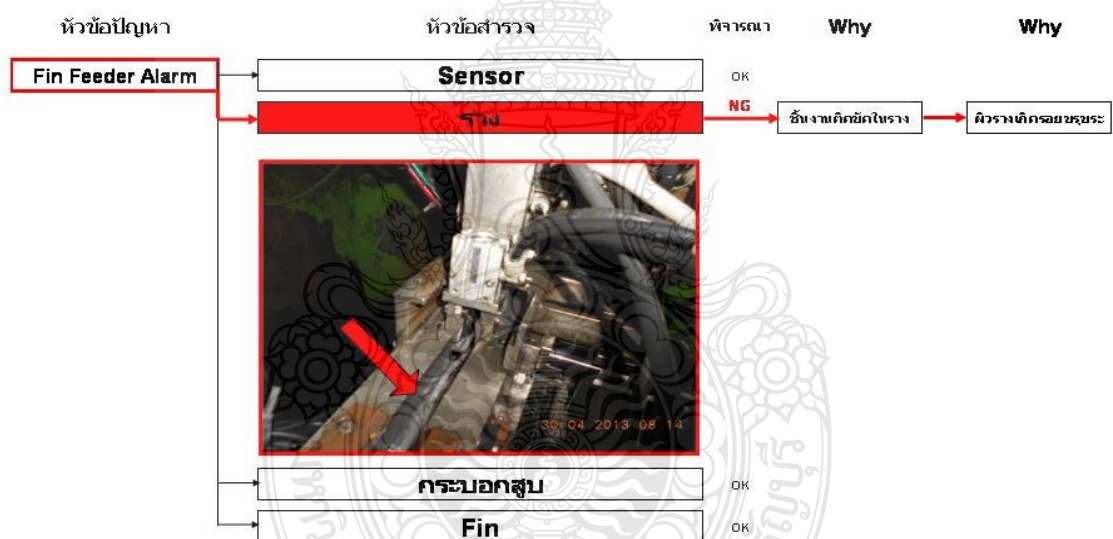 หัวข้อปัญหา หัวข้อสำรวจ พิจารณา Why Why
Fin Feeder Alarm Sensor OK
ราง NG ชิ้นงานติดขัดในราง ผิวรางเกิดรอยขรุขระ
30 04 2013 08 14
กระบอกสูบ OK
Fin OK